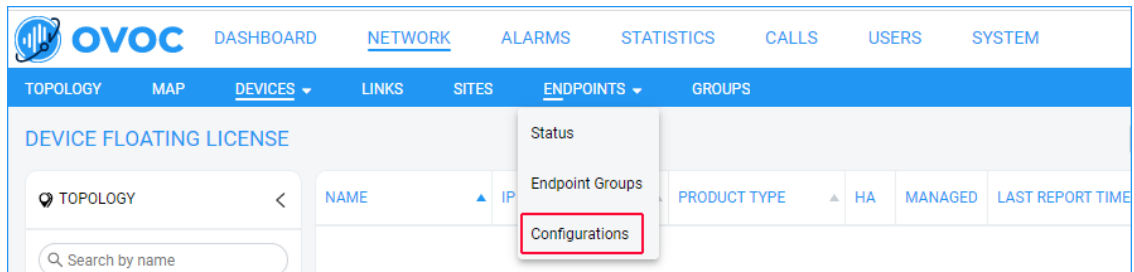 OVOC DASHBOARD NETWORK ALARMS STATISTICS CALLS USERS SYSTEM
TOPOLOGY MAP DEVICES LINKS SITES ENDPOINTS GROUPS
DEVICE FLOATING LICENSE
Status
Endpoint Groups
Configurations
TOPOLOGY
NAME IP PRODUCT TYPE HA MANAGED LAST REPORT TIME
Search by name